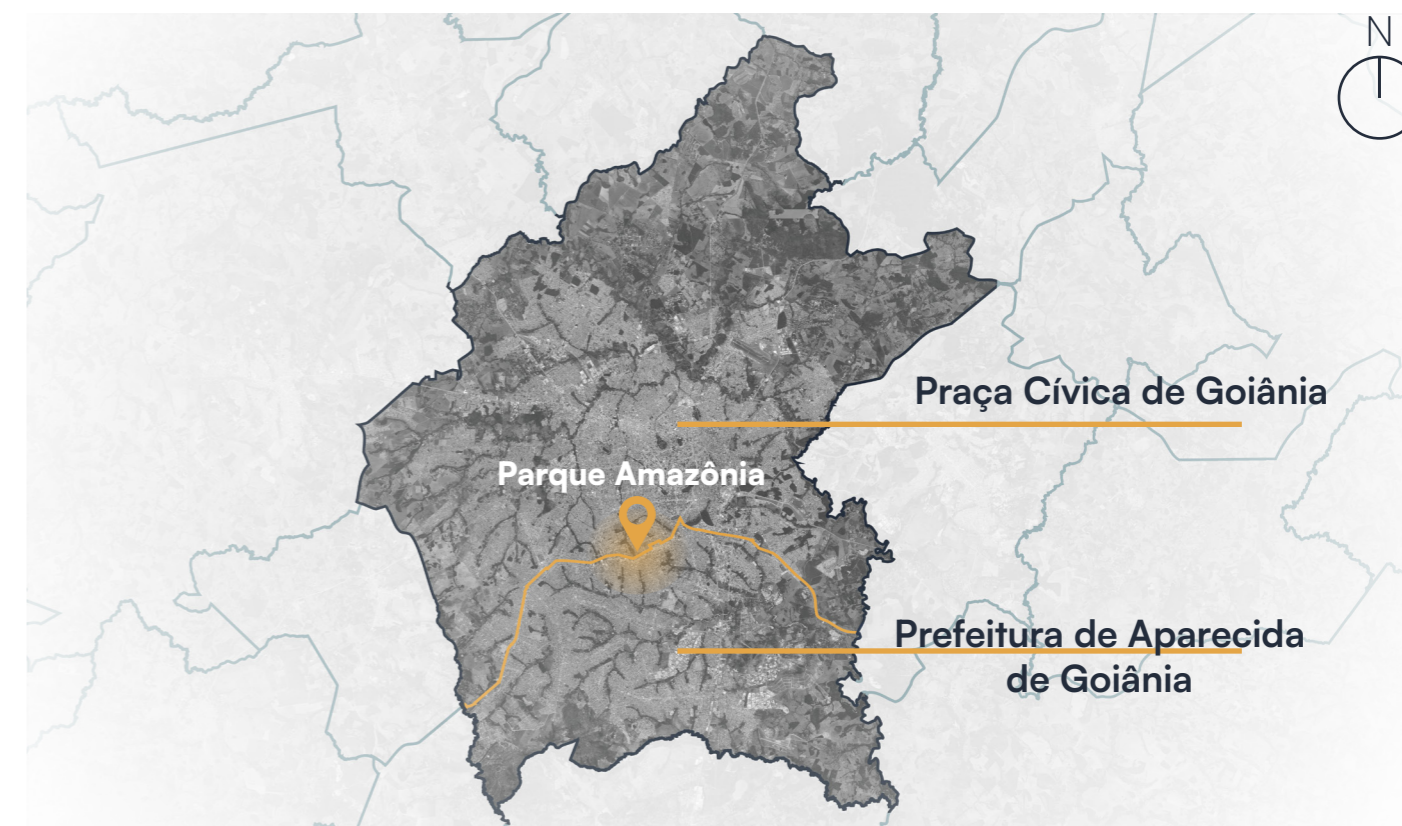 N
Praça Cívica de Goiânia
Parque Amazônia
Prefeitura de Aparecida
de Goiânia